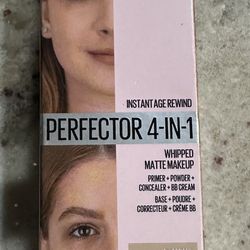 INSTANT AGE REWIND
PERFECTOR 4-IN-1
WHIPPED
MATTE MAKEUP
PRIMER + POWDER +
CONCEALER + BB CREAM
BASE + POUDRE +
CORRECTEUR + CRÈME BB